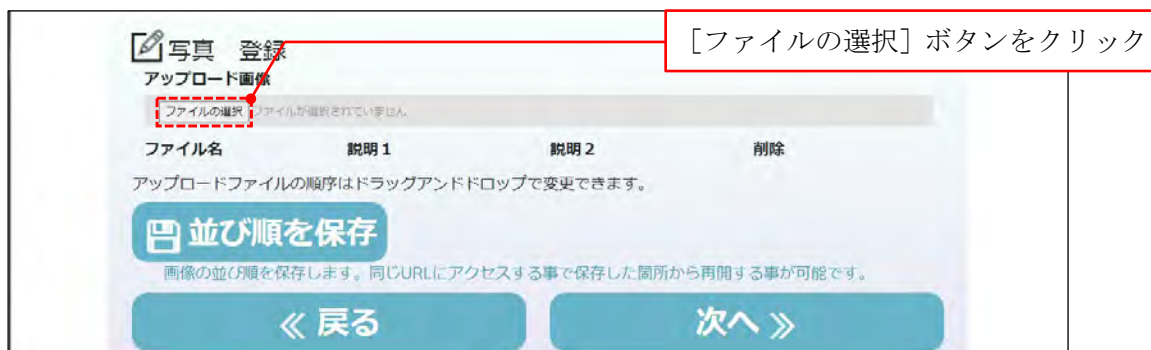 写真　登録
［ファイルの選択］ボタンをクリック
アップロード画像
ファイルの選択 ファイルが選択されていません
ファイル名 説明1 説明2 削除
アップロードファイルの順序はドラッグアンドドロップで変更できます。
並び順を保存
画像の並び順を保存します。同じURLにアクセスする事で保存した箇所から再開する事が可能です。
≪ 戻る 次へ ≫